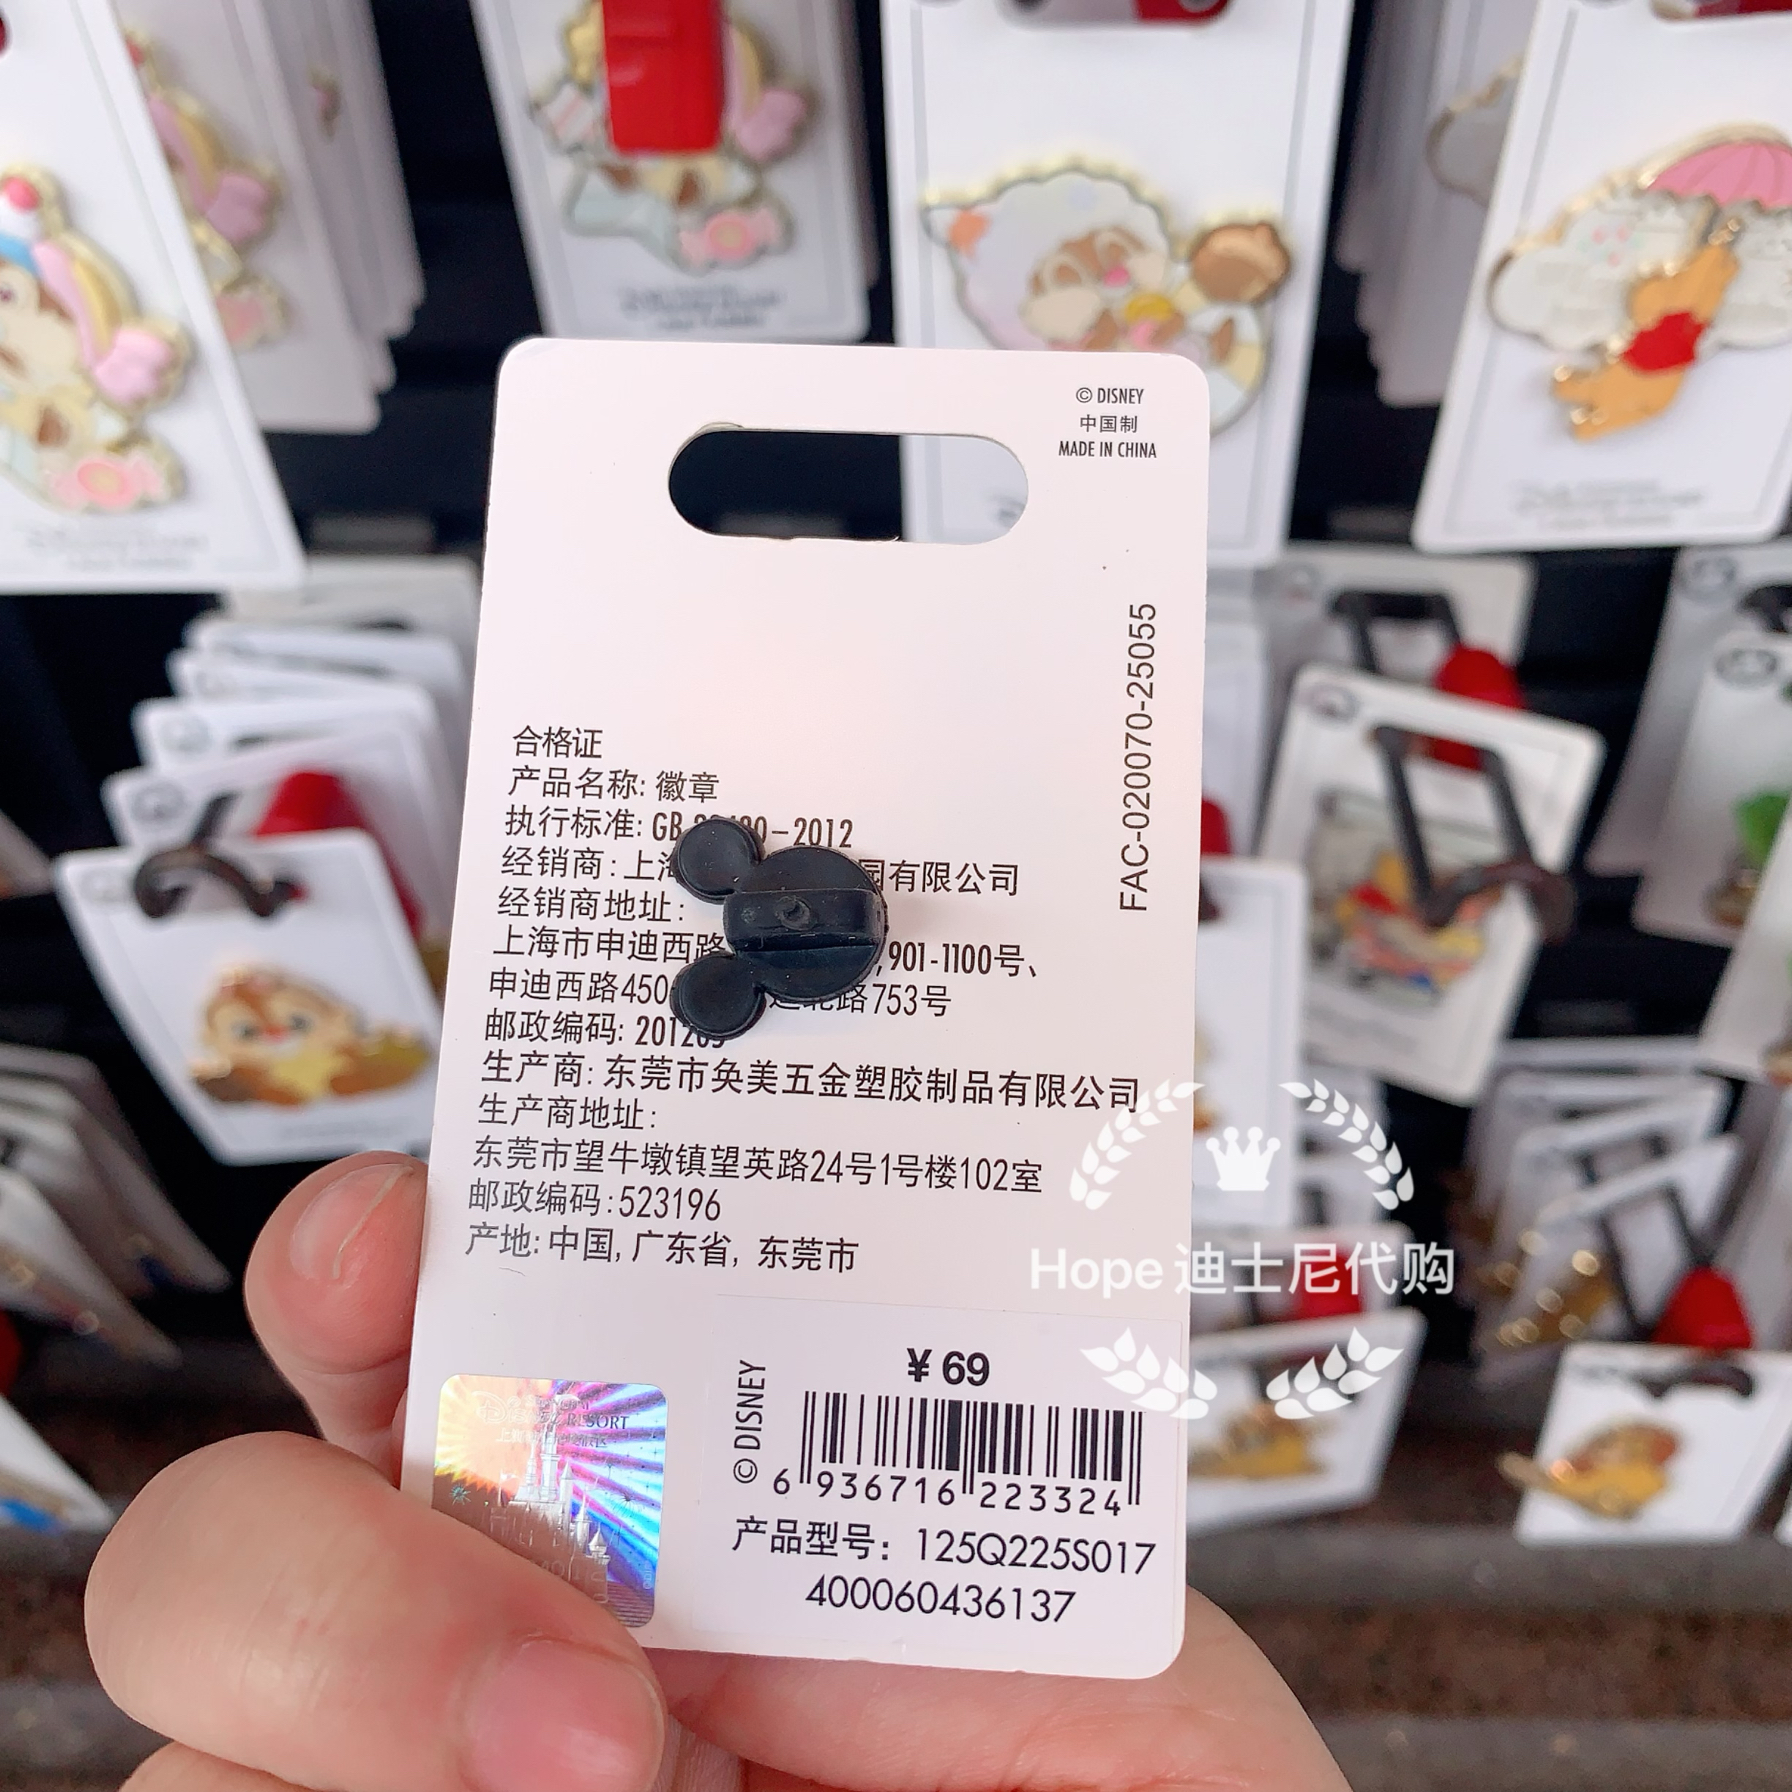 © DISNEY
中国制
MADE IN CHINA
FAC-020070-25055
合格证
产品名称: 徽章
执行标准: GB -2012
经销商: 上 有限公司
经销商地址:
上海市申迪西路 ,901-1100号、
申迪西路 路753号
邮政编码:
生产商: 东莞市奂美五金塑胶制品有限公司
生产商地址:
东莞市望牛墩镇望英路24号1号楼102室
邮政编码:523196
产地: 中国, 广东省, 东莞市
Hope 迪士尼代购
¥ 69
© DISNEY
6 936716 223324
产品型号: 125Q225S017
400060436137
RESORT